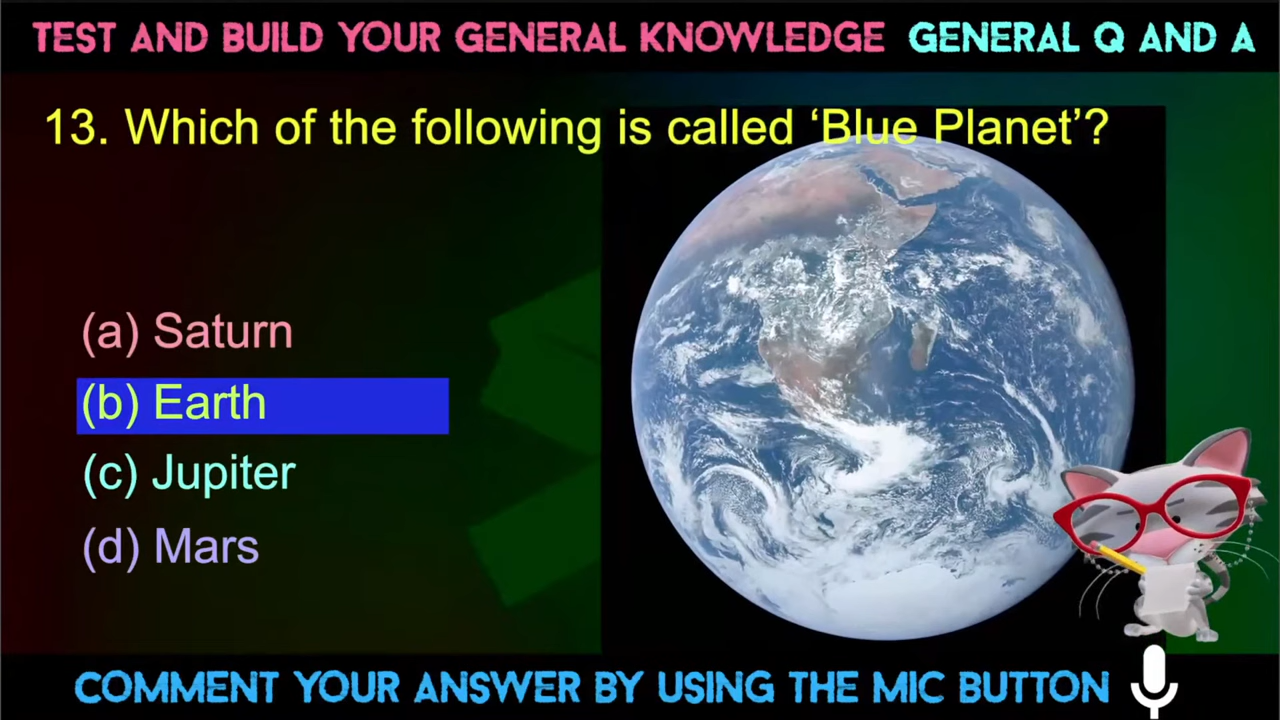 TEST AND BUILD YOUR GENERAL KNOWLEDGE GENERAL Q AND A
13. Which of the following is called ‘Blue Planet’?
(a) Saturn
(b) Earth
(c) Jupiter
(d) Mars
COMMENT YOUR ANSWER BY USING THE MIC BUTTON